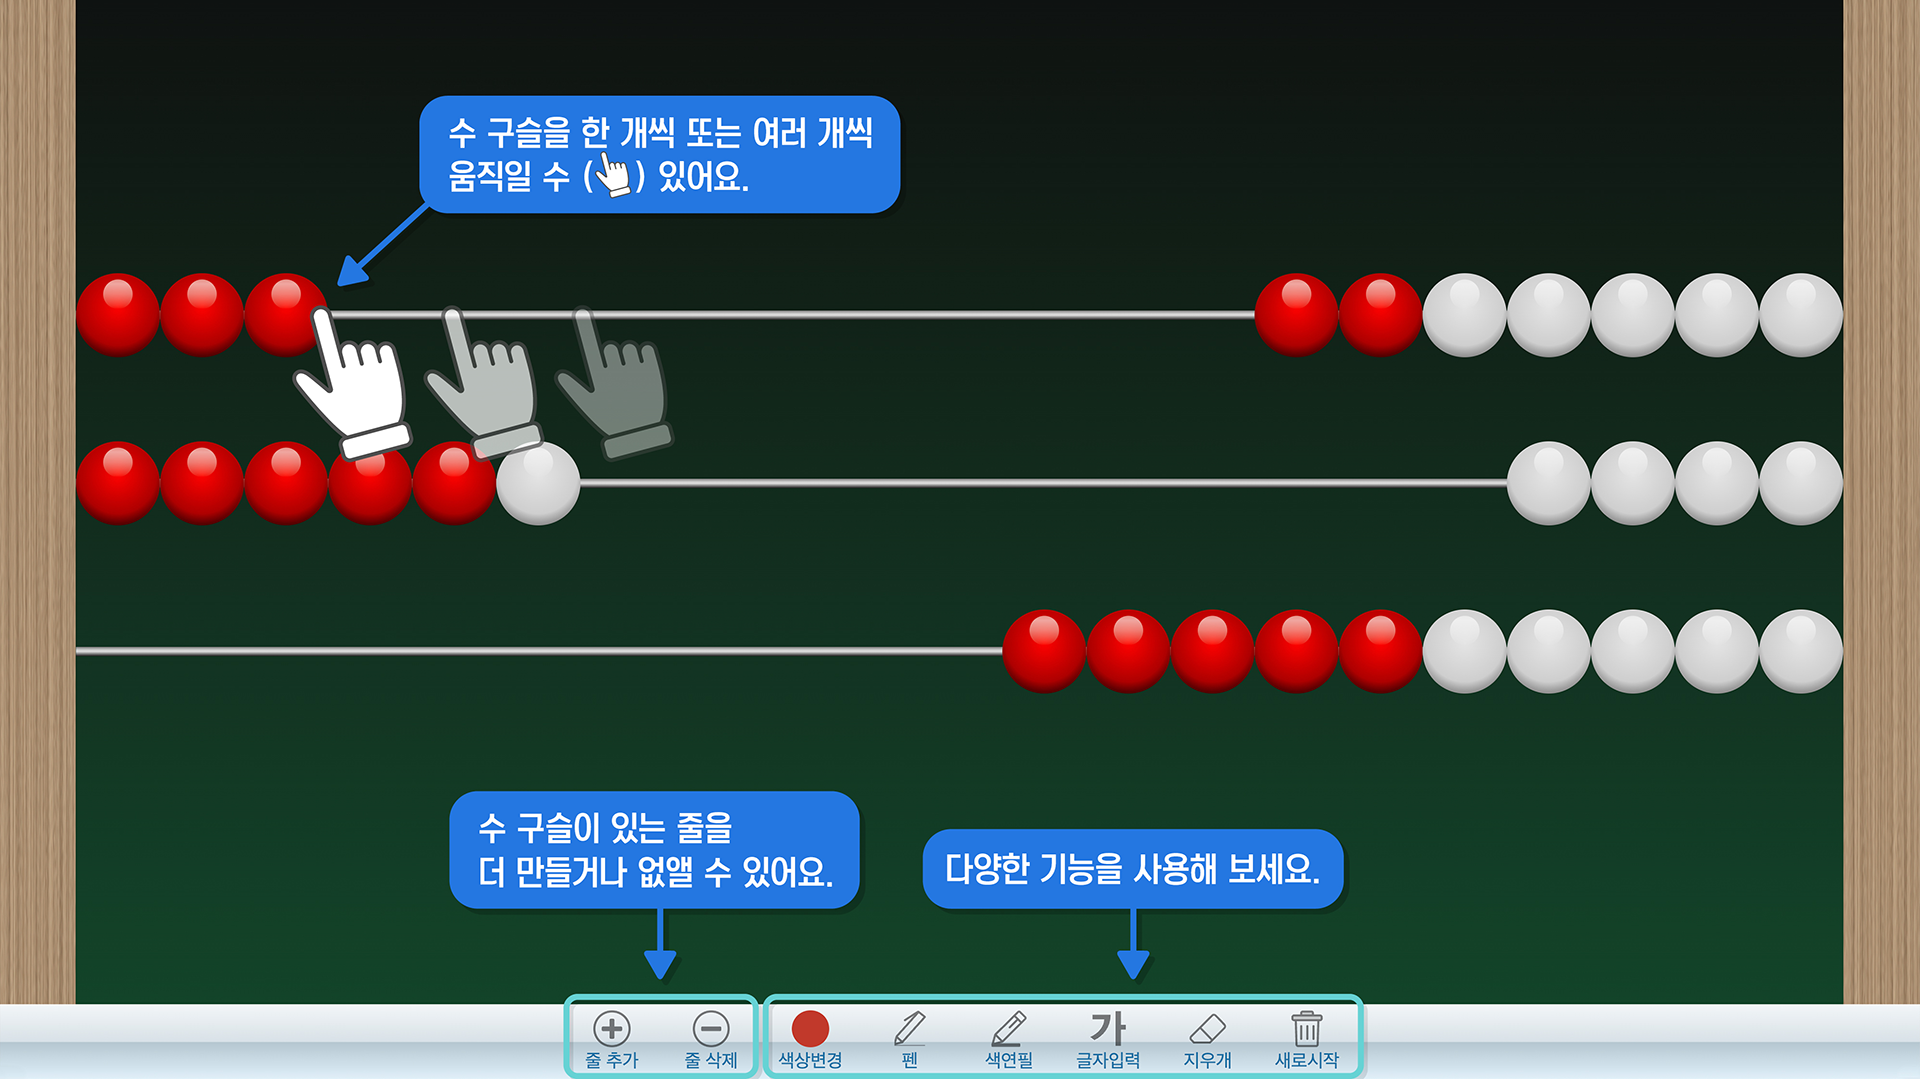 수 구슬을 한 개씩 또는 여러 개씩
움직일 수 ( ) 있어요.
수 구슬이 있는 줄을
더 만들거나 없앨 수 있어요.
다양한 기능을 사용해 보세요.
줄 추가
줄 삭제
색상변경
펜
색연필
가
글자입력
지우개
새로시작